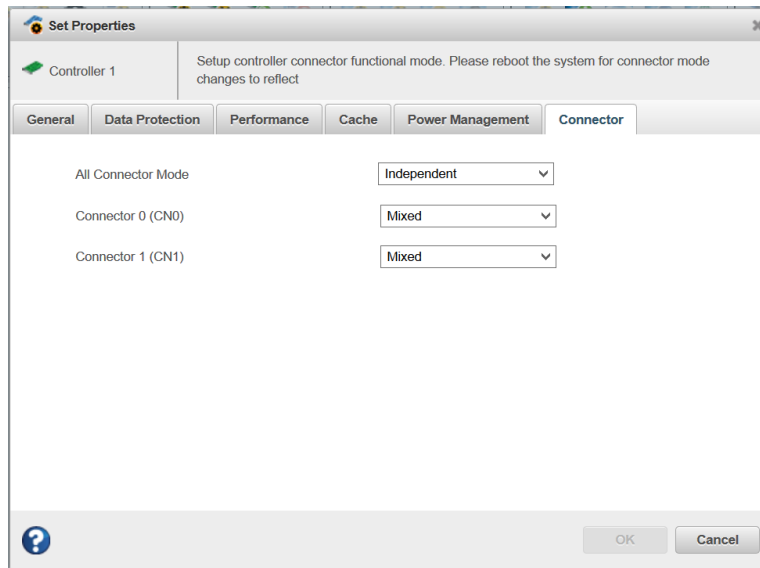 Set Properties
Controller 1
Setup controller connector functional mode. Please reboot the system for connector mode
changes to reflect
General Data Protection Performance Cache Power Management Connector
All Connector Mode Independent
Connector 0 (CN0) Mixed
Connector 1 (CN1) Mixed
? OK Cancel